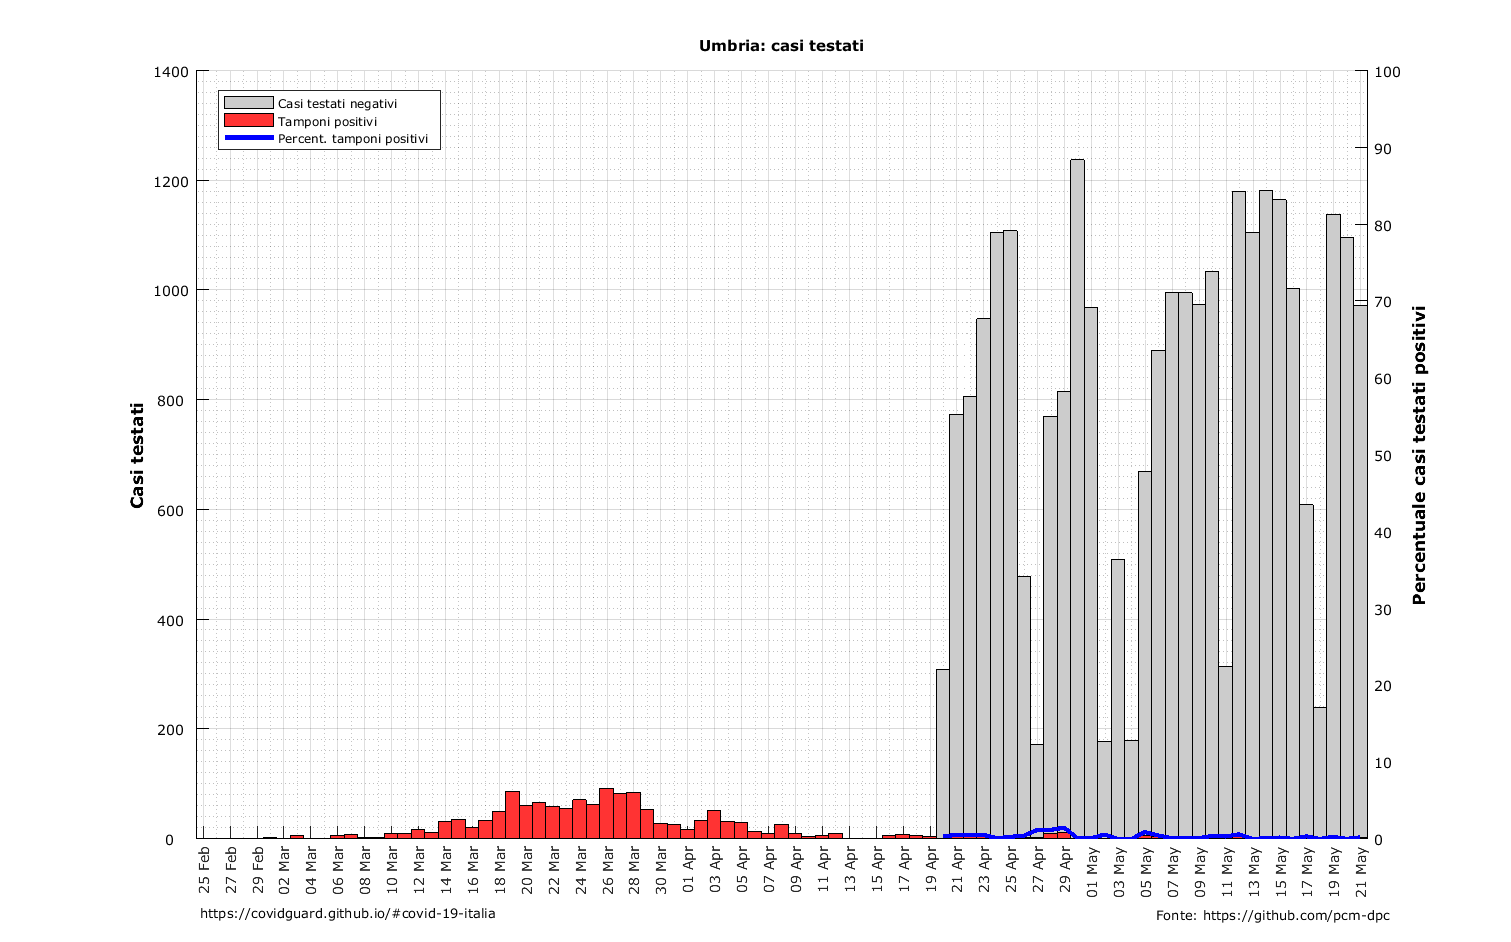 Umbria: casi testati
1400
1200
1000
800
600
400
200
0
Casi testati
Casi testati negativi
Tamponi positivi
Percent. tamponi positivi
100
90
80
70
60
50
40
30
20
10
0
Percentuale casi testati positivi
25 Feb
27 Feb
29 Feb
02 Mar
04 Mar
06 Mar
08 Mar
10 Mar
12 Mar
14 Mar
16 Mar
18 Mar
20 Mar
22 Mar
24 Mar
26 Mar
28 Mar
30 Mar
01 Apr
03 Apr
05 Apr
07 Apr
09 Apr
11 Apr
13 Apr
15 Apr
17 Apr
19 Apr
21 Apr
23 Apr
25 Apr
27 Apr
29 Apr
01 May
03 May
05 May
07 May
09 May
11 May
13 May
15 May
17 May
19 May
21 May
https://covidguard.github.io/#covid-19-italia
Fonte: https://github.com/pcm-dpc